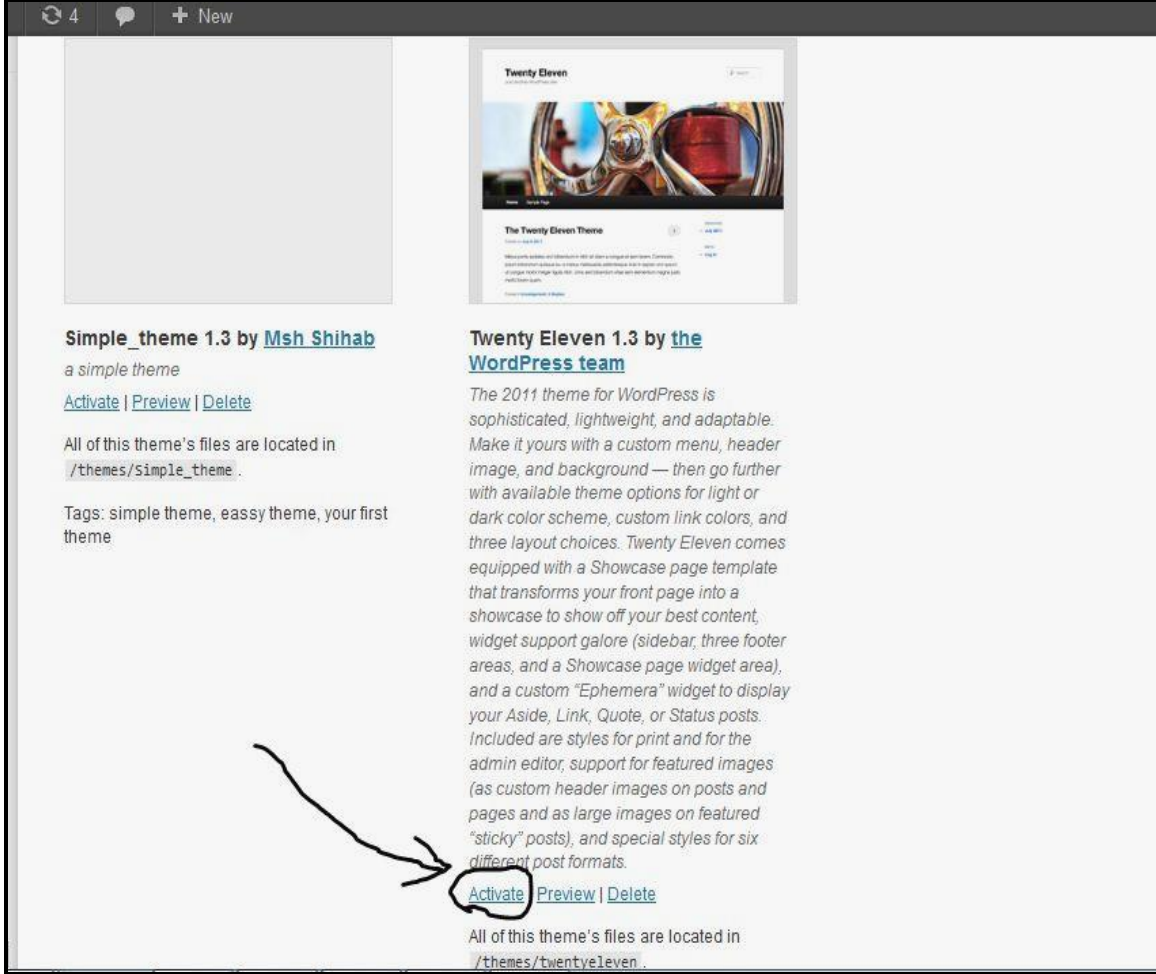 4 New
Twenty Eleven
Home Sample Page
The Twenty Eleven Theme
Simple_theme 1.3 by Msh Shihab
a simple theme
Activate | Preview | Delete
All of this theme's files are located in
/themes/Simple_theme .
Tags: simple theme, eassy theme, your first
theme
Twenty Eleven 1.3 by the
WordPress team
The 2011 theme for WordPress is
sophisticated, lightweight, and adaptable.
Make it yours with a custom menu, header
image, and background — then go further
with available theme options for light or
dark color scheme, custom link colors, and
three layout choices. Twenty Eleven comes
equipped with a Showcase page template
that transforms your front page into a
showcase to show off your best content,
widget support galore (sidebar, three footer
areas, and a Showcase page widget area),
and a custom “Ephemera” widget to display
your Aside, Link, Quote, or Status posts.
Included are styles for print and for the
admin editor, support for featured images
(as custom header images on posts and
pages and as large images on featured
“sticky” posts), and special styles for six
different post formats.
Activate | Preview | Delete
All of this theme's files are located in
/themes/twentyeleven .